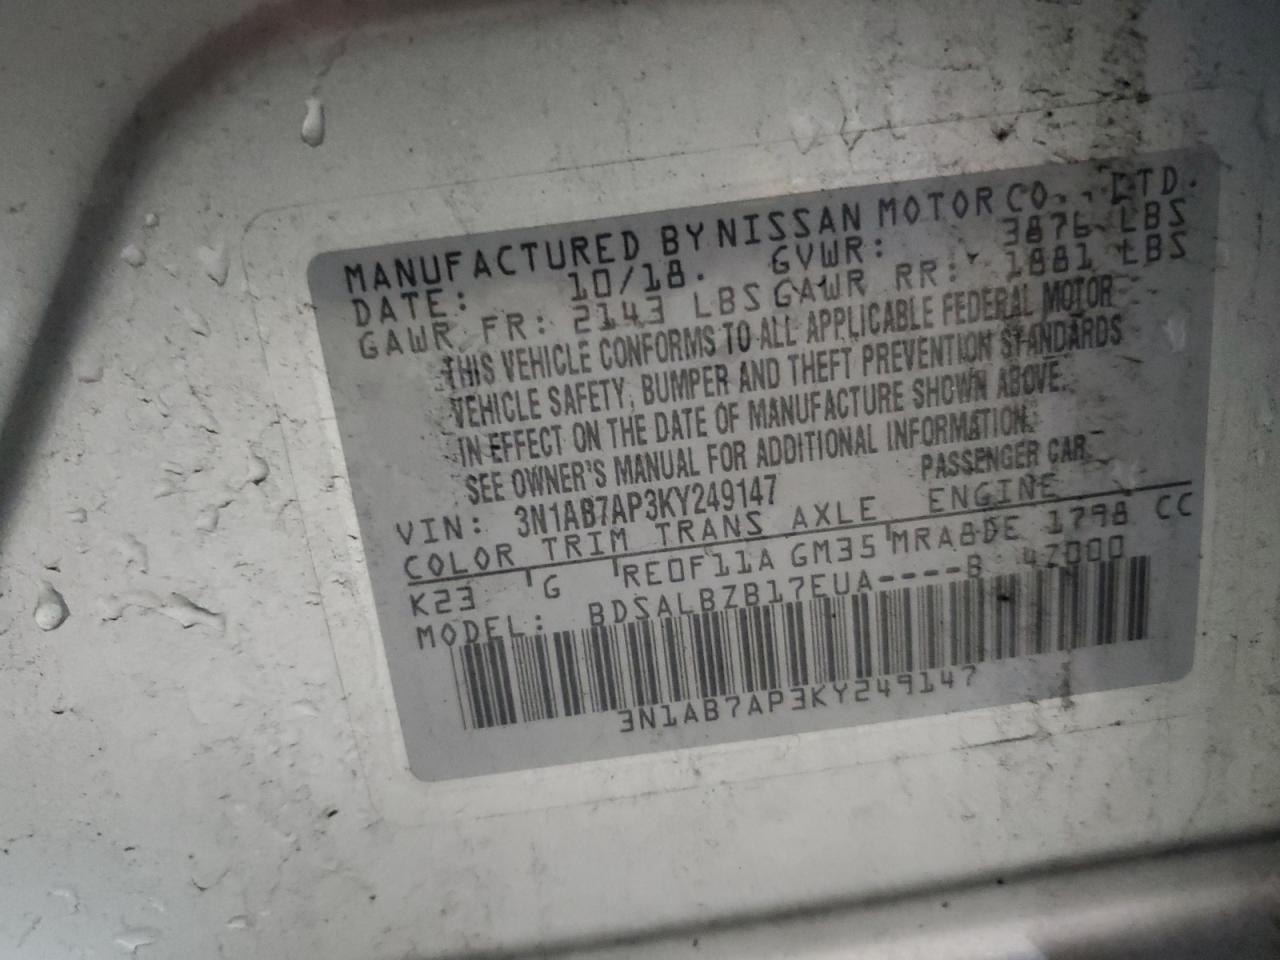 MANUFACTURED BY NISSAN MOTOR CO., LTD.
DATE: 10/18. GVWR: 3876 LBS
GAWR FR: 2143 LBS GAWR RR: 1881 LBS
THIS VEHICLE CONFORMS TO ALL APPLICABLE FEDERAL MOTOR
VEHICLE SAFETY, BUMPER AND THEFT PREVENTION STANDARDS
IN EFFECT ON THE DATE OF MANUFACTURE SHOWN ABOVE.
SEE OWNER'S MANUAL FOR ADDITIONAL INFORMATION.
PASSENGER CAR
VIN: 3N1AB7AP3KY249147
COLOR TRIM TRANS AXLE ENGINE
K23 G RE0F11A GM35 MRA8DE 1798 CC
MODEL: BDSALBZB17EUA----B 4Z000
3N1AB7AP3KY249147